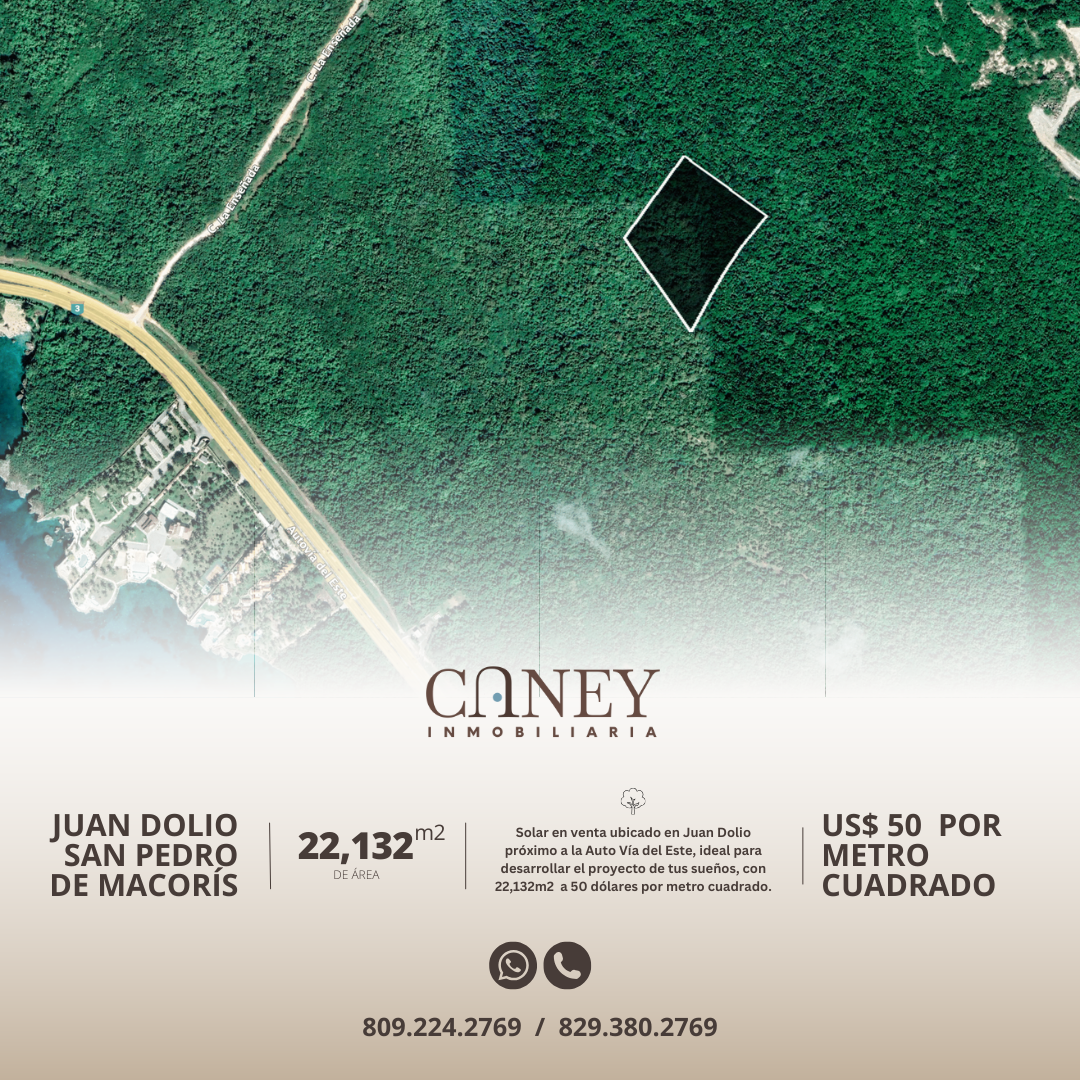 C. La Ensenada
C. La Ensenada
3
Autovía del Este
CANEY
INMOBILIARIA
JUAN DOLIO
SAN PEDRO
DE MACORÍS
22,132 m2
DE ÁREA
Solar en venta ubicado en Juan Dolio
próximo a la Auto Vía del Este, ideal para
desarrollar el proyecto de tus sueños, con
22,132m2 a 50 dólares por metro cuadrado.
US$ 50 POR
METRO
CUADRADO
809.224.2769 / 829.380.2769